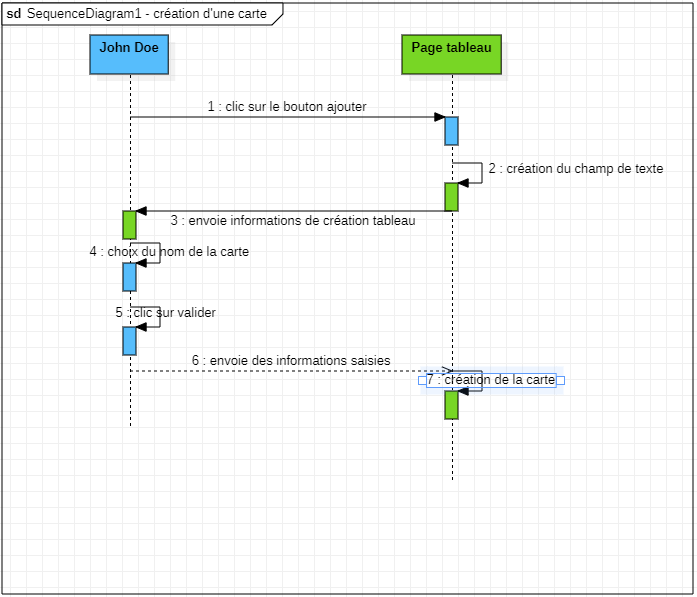 sd SequenceDiagram1 - création d'une carte
John Doe
Page tableau
1 : clic sur le bouton ajouter
2 : création du champ de texte
3 : envoie informations de création tableau
4 : choix du nom de la carte
5 : clic sur valider
6 : envoie des informations saisies
7 : création de la carte